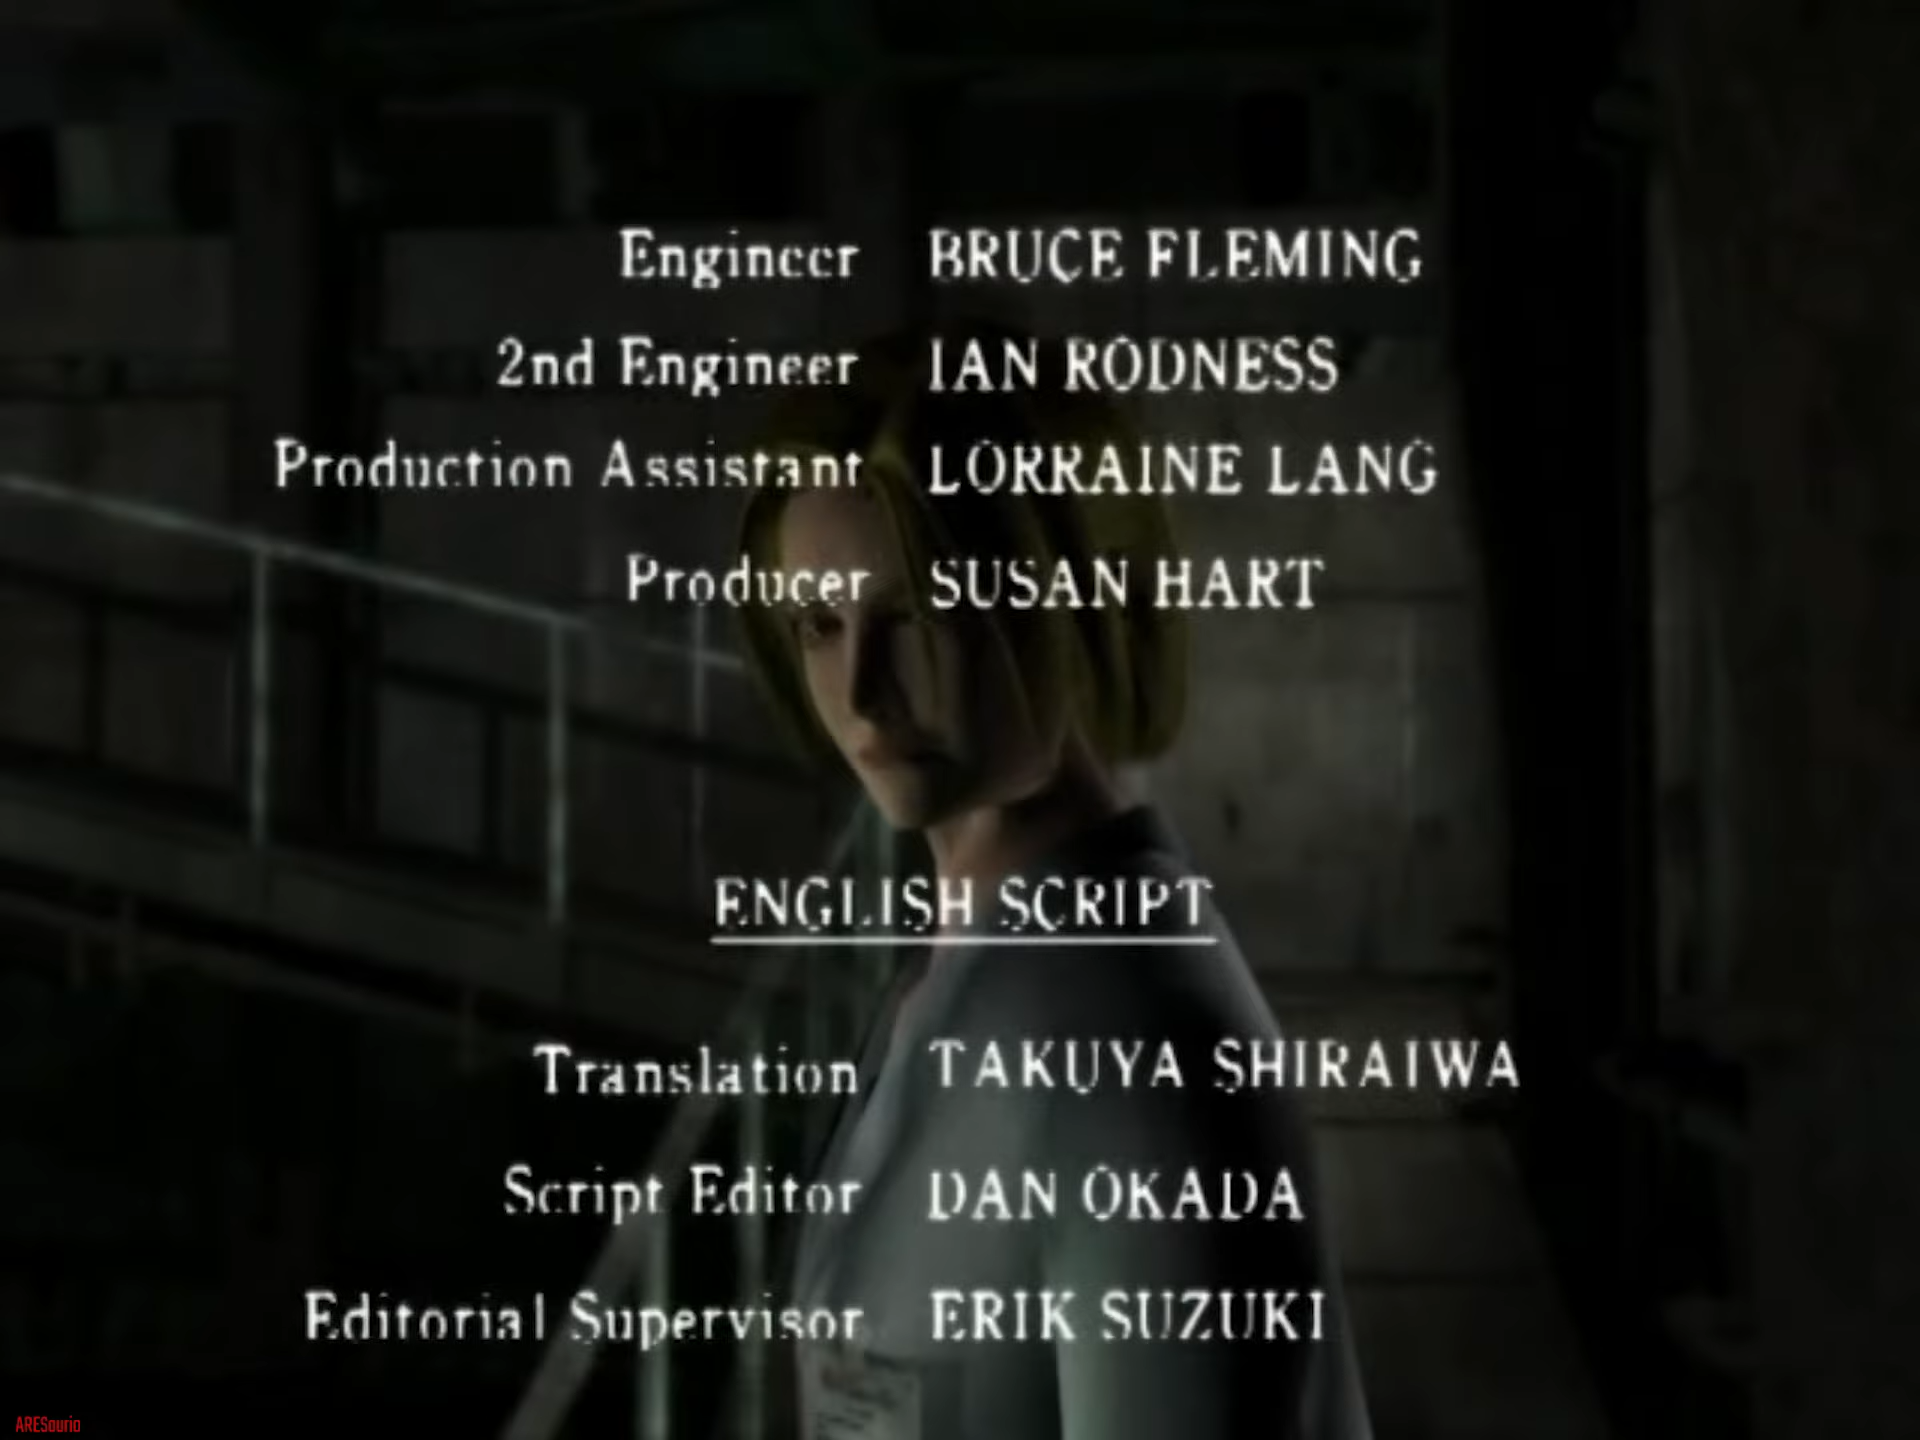 Engineer BRUCE FLEMING
2nd Engineer IAN RODNESS
Production Assistant LORRAINE LANG
Producer SUSAN HART
ENGLISH SCRIPT
Translation TAKUYA SHIRAIWA
Script Editor DAN OKADA
Editorial Supervisor ERIK SUZUKI
ARESourio